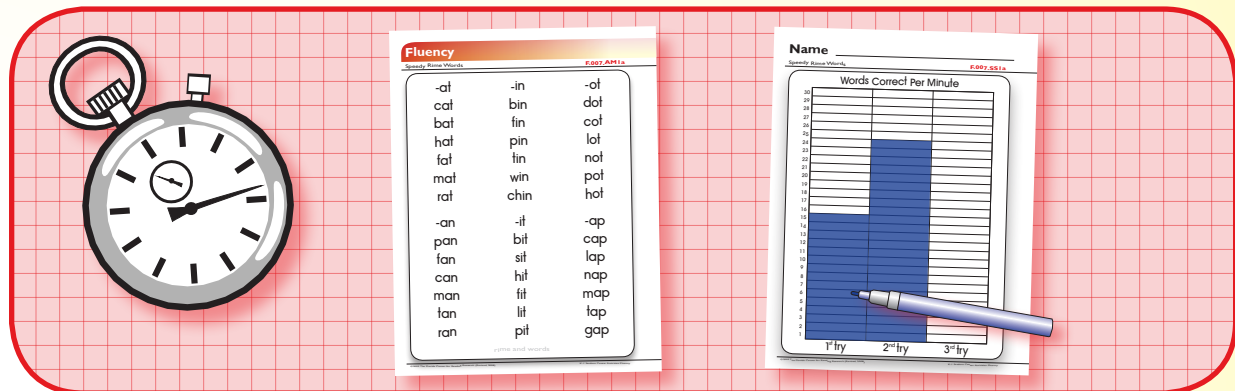 Fluency
Speedy Rime Words F.007.AM1a
-at -in -ot
cat bin dot
bat fin cot
hat pin lot
fat tin not
mat win pot
rat chin hot
-an -it -ap
pan bit cap
fan sit lap
can hit nap
man fit map
tan lit tap
ran pit gap
rime and words
Name
Speedy Rime Words F.007.SS1a
Words Correct Per Minute
30
29
28
27
26
25
24
23
22
21
20
19
18
17
16
15
14
13
12
11
10
9
8
7
6
5
4
3
2
1
1st try 2nd try 3rd try